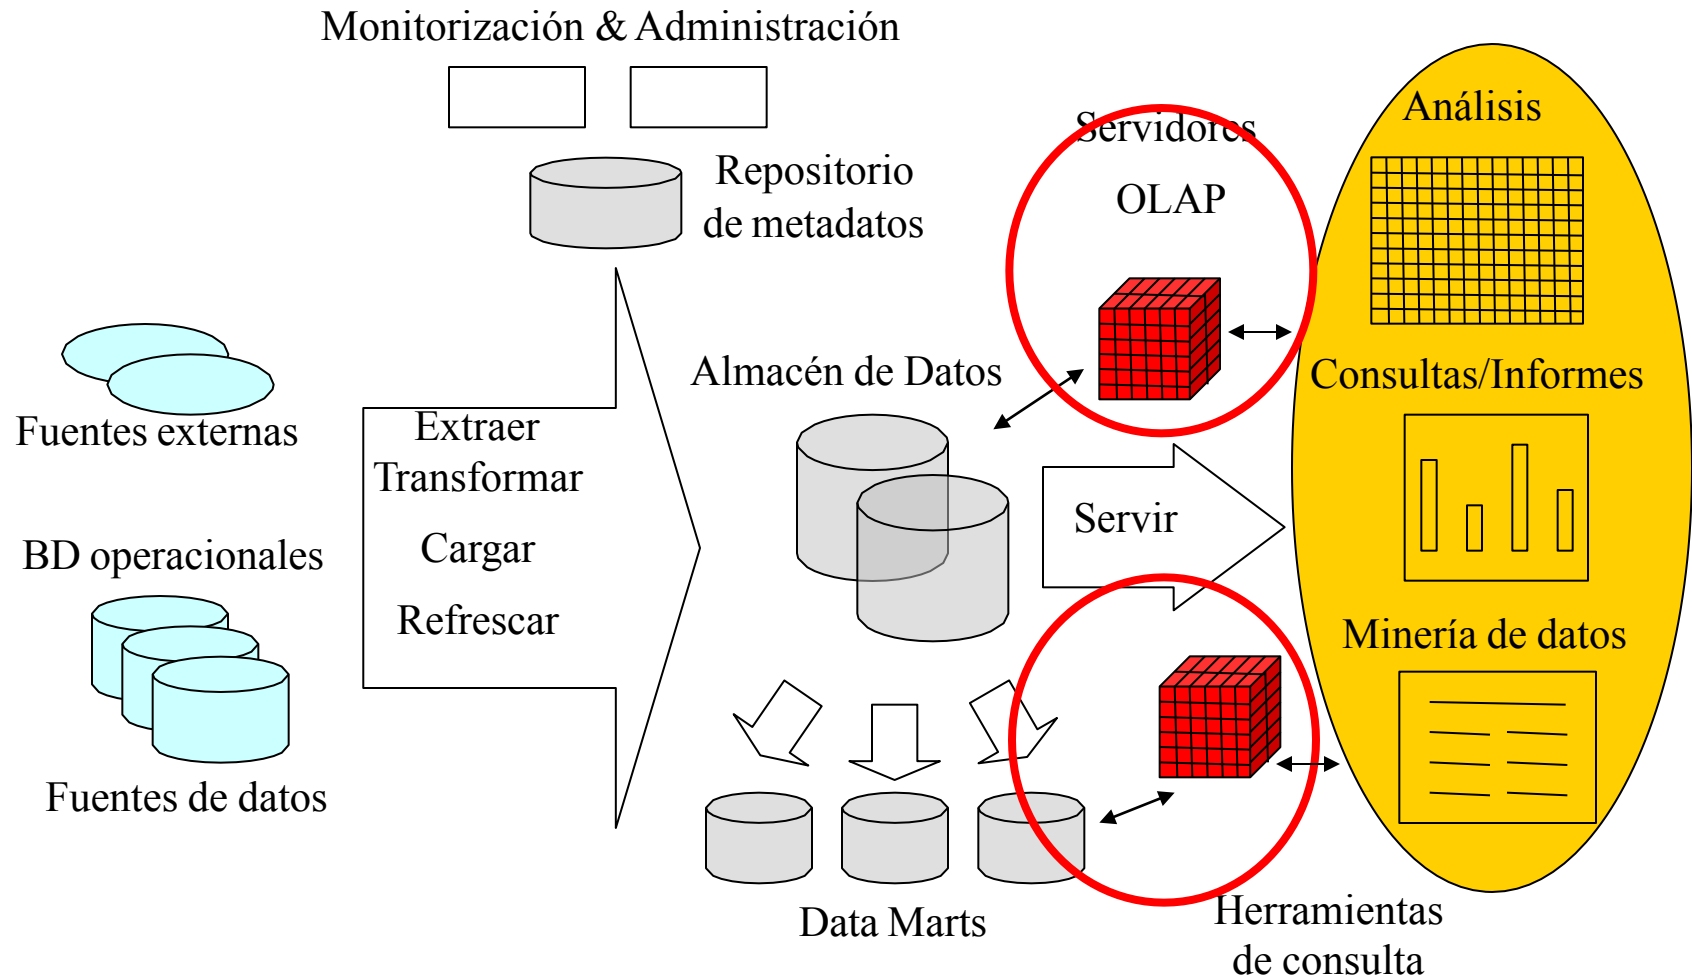 Monitorización & Administración
Repositorio
de metadatos
Servidores
OLAP
Análisis
Fuentes externas
Extraer
Transformar
Cargar
Refrescar
Almacén de Datos
Consultas/Informes
BD operacionales
Servir
Minería de datos
Fuentes de datos
Data Marts
Herramientas
de consulta